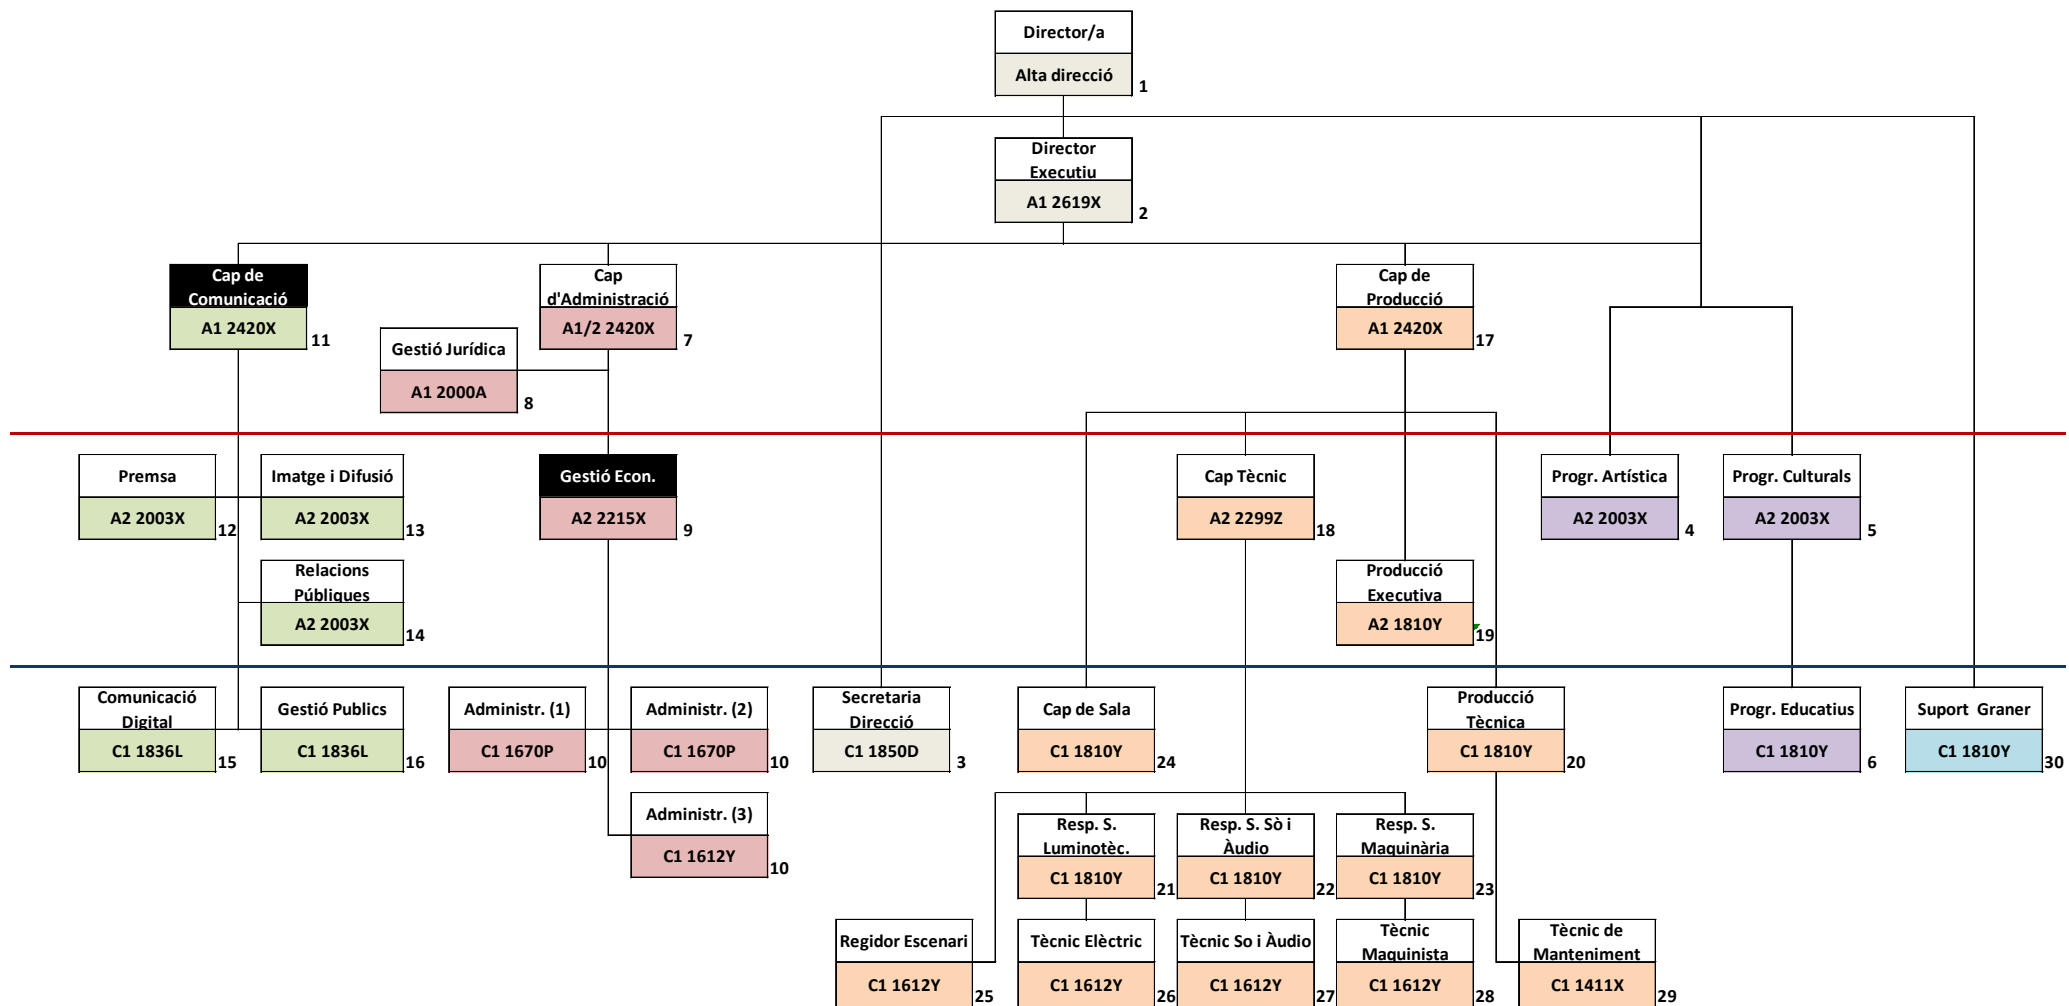 Director/a
Alta direcció
1
Director
Executiu
A1 2619X
2
Cap de
Comunicació
A1 2420X
11
Cap
d'Administració
A1/2 2420X
7
Cap de
Producció
A1 2420X
17
Gestió Jurídica
A1 2000A
8
Premsa
A2 2003X
12
Imatge i Difusió
A2 2003X
13
Gestió Econ.
A2 2215X
9
Cap Tècnic
A2 2299Z
18
Progr. Artística
A2 2003X
4
Progr. Culturals
A2 2003X
5
Relacions
Públiques
A2 2003X
14
Producció
Executiva
A2 1810Y
19
Comunicació
Digital
C1 1836L
15
Gestió Publics
C1 1836L
16
Administr. (1)
C1 1670P
10
Administr. (2)
C1 1670P
10
Secretaria
Direcció
C1 1850D
3
Cap de Sala
C1 1810Y
24
Producció
Tècnica
C1 1810Y
20
Progr. Educatius
C1 1810Y
6
Suport Graner
C1 1810Y
30
Administr. (3)
C1 1612Y
10
Resp. S.
Luminotèc.
C1 1810Y
21
Resp. S. Sò i
Àudio
C1 1810Y
22
Resp. S.
Maquinària
C1 1810Y
23
Regidor Escenari
C1 1612Y
25
Tècnic Elèctric
C1 1612Y
26
Tècnic So i Àudio
C1 1612Y
27
Tècnic
Maquinista
C1 1612Y
28
Tècnic de
Manteniment
C1 1411X
29